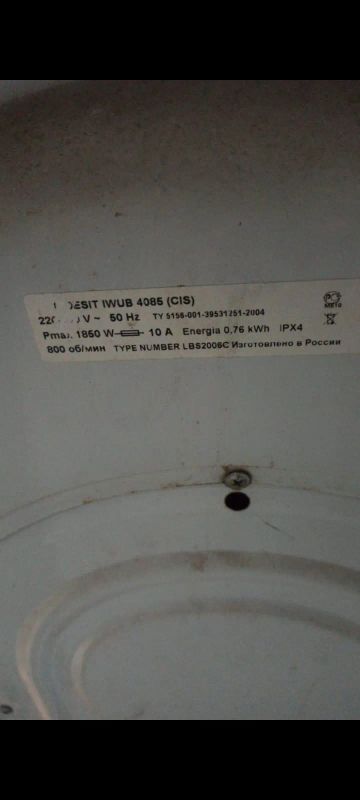 IWUB 4085 (CIS)
V ~ 50 Hz ТУ 5156-001-39531251-2004
Pmax. 1850 W 10 A Energia 0,76 kWh IPX4
800 об/мин TYPE NUMBER LBS2006C Изготовлено в России